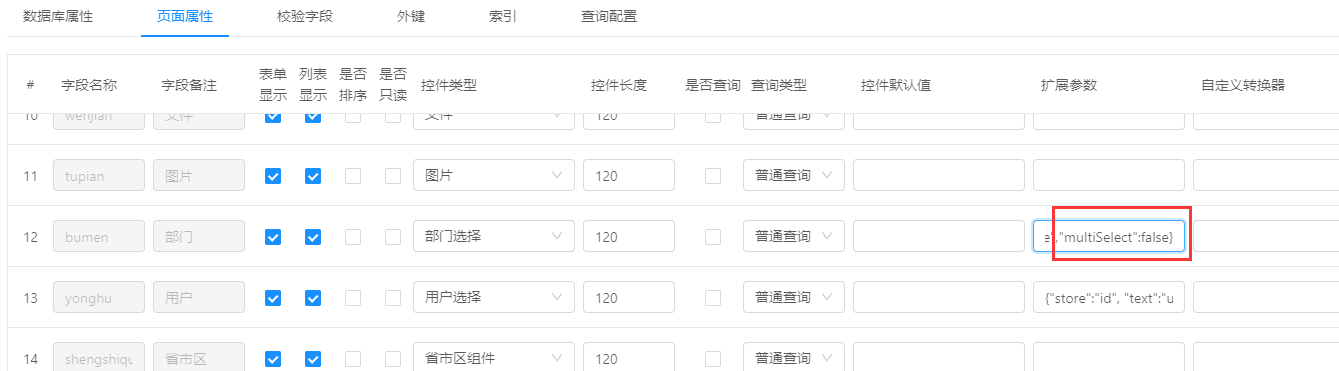 数据库属性 页面属性 校验字段 外键 索引 查询配置
# 字段名称 字段备注 表单显示 列表显示 是否排序 是否只读 控件类型 控件长度 是否查询 查询类型 控件默认值 扩展参数 自定义转换器
10 wenjian 文件 文件 120 普通查询
11 tupian 图片 图片 120 普通查询
12 bumen 部门 部门选择 120 普通查询 e","multiSelect":false}
13 yonghu 用户 用户选择 120 普通查询 {"store":"id", "text":"u
14 shengshiqu 省市区 省市区组件 120 普通查询